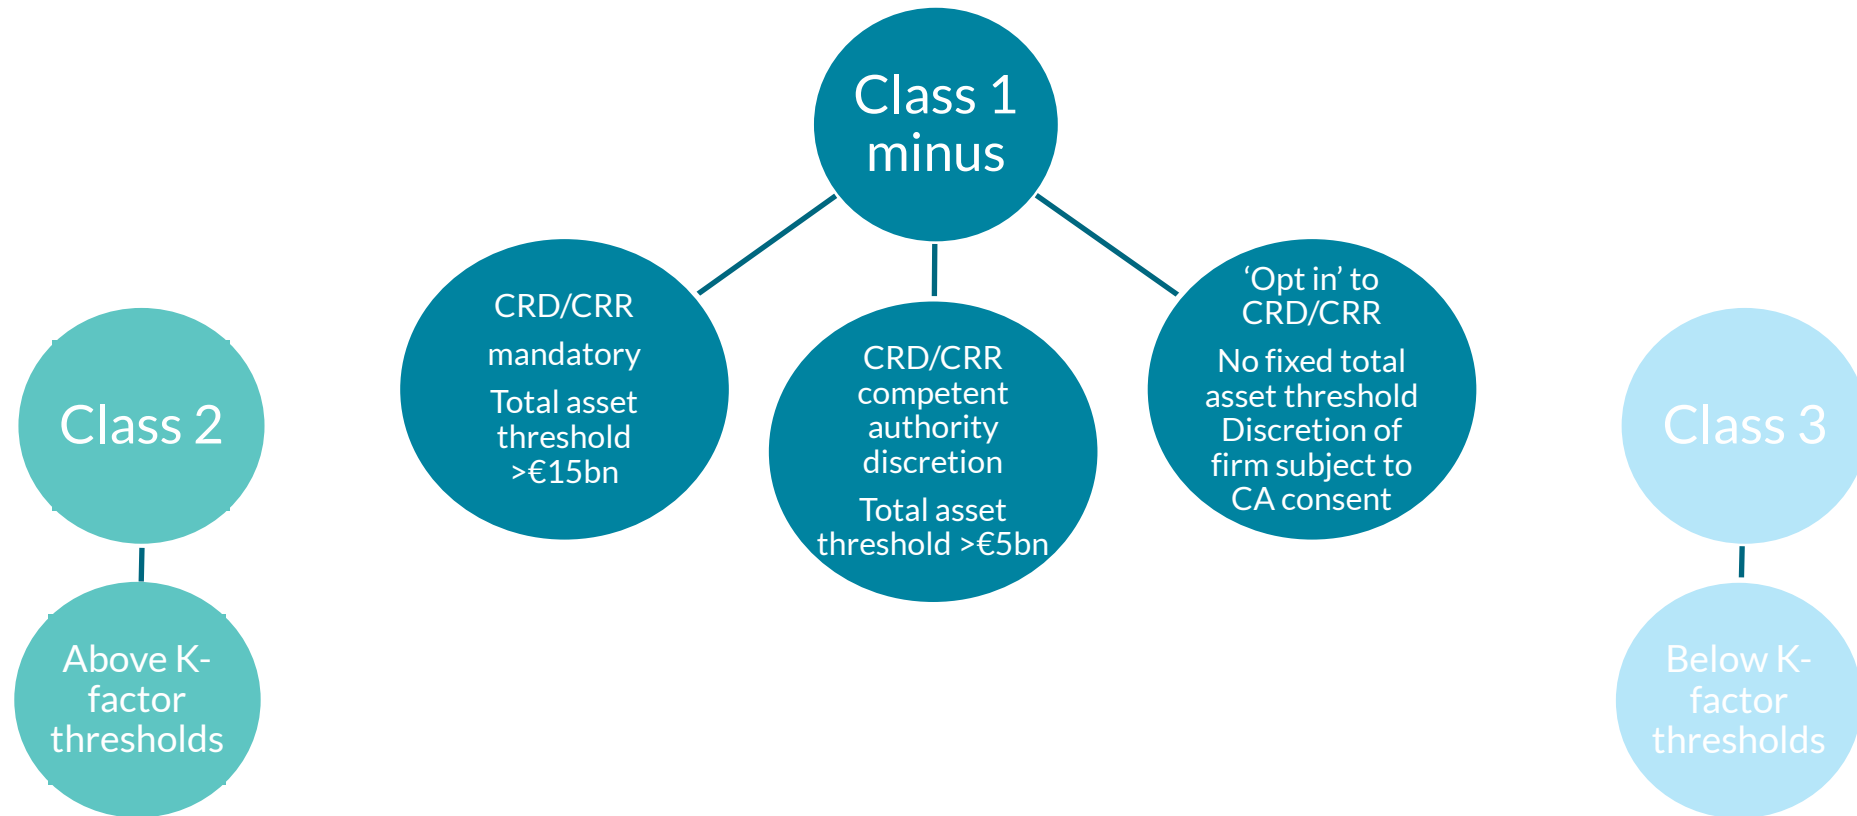 Class 1
minus
CRD/CRR
mandatory
Total asset
threshold
>€15bn
CRD/CRR
competent
authority
discretion
Total asset
threshold >€5bn
‘Opt in’ to
CRD/CRR
No fixed total
asset threshold
Discretion of
firm subject to
CA consent
Class 2
Above K-
factor
thresholds
Class 3
Below K-
factor
thresholds